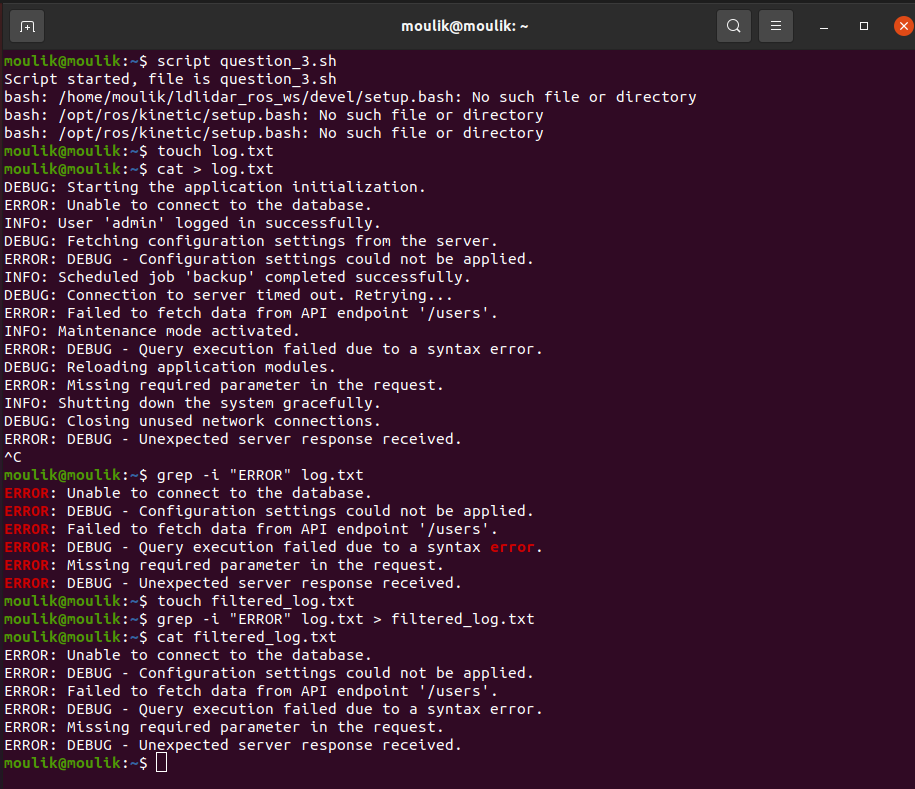 moulik@moulik: ~
moulik@moulik:~$ script question_3.sh
Script started, file is question_3.sh
bash: /home/moulik/ldlidar_ros_ws/devel/setup.bash: No such file or directory
bash: /opt/ros/kinetic/setup.bash: No such file or directory
bash: /opt/ros/kinetic/setup.bash: No such file or directory
moulik@moulik:~$ touch log.txt
moulik@moulik:~$ cat > log.txt
DEBUG: Starting the application initialization.
ERROR: Unable to connect to the database.
INFO: User 'admin' logged in successfully.
DEBUG: Fetching configuration settings from the server.
ERROR: DEBUG - Configuration settings could not be applied.
INFO: Scheduled job 'backup' completed successfully.
DEBUG: Connection to server timed out. Retrying...
ERROR: Failed to fetch data from API endpoint '/users'.
INFO: Maintenance mode activated.
ERROR: DEBUG - Query execution failed due to a syntax error.
DEBUG: Reloading application modules.
ERROR: Missing required parameter in the request.
INFO: Shutting down the system gracefully.
DEBUG: Closing unused network connections.
ERROR: DEBUG - Unexpected server response received.
^C
moulik@moulik:~$ grep -i "ERROR" log.txt
ERROR: Unable to connect to the database.
ERROR: DEBUG - Configuration settings could not be applied.
ERROR: Failed to fetch data from API endpoint '/users'.
ERROR: DEBUG - Query execution failed due to a syntax error.
ERROR: Missing required parameter in the request.
ERROR: DEBUG - Unexpected server response received.
moulik@moulik:~$ touch filtered_log.txt
moulik@moulik:~$ grep -i "ERROR" log.txt > filtered_log.txt
moulik@moulik:~$ cat filtered_log.txt
ERROR: Unable to connect to the database.
ERROR: DEBUG - Configuration settings could not be applied.
ERROR: Failed to fetch data from API endpoint '/users'.
ERROR: DEBUG - Query execution failed due to a syntax error.
ERROR: Missing required parameter in the request.
ERROR: DEBUG - Unexpected server response received.
moulik@moulik:~$